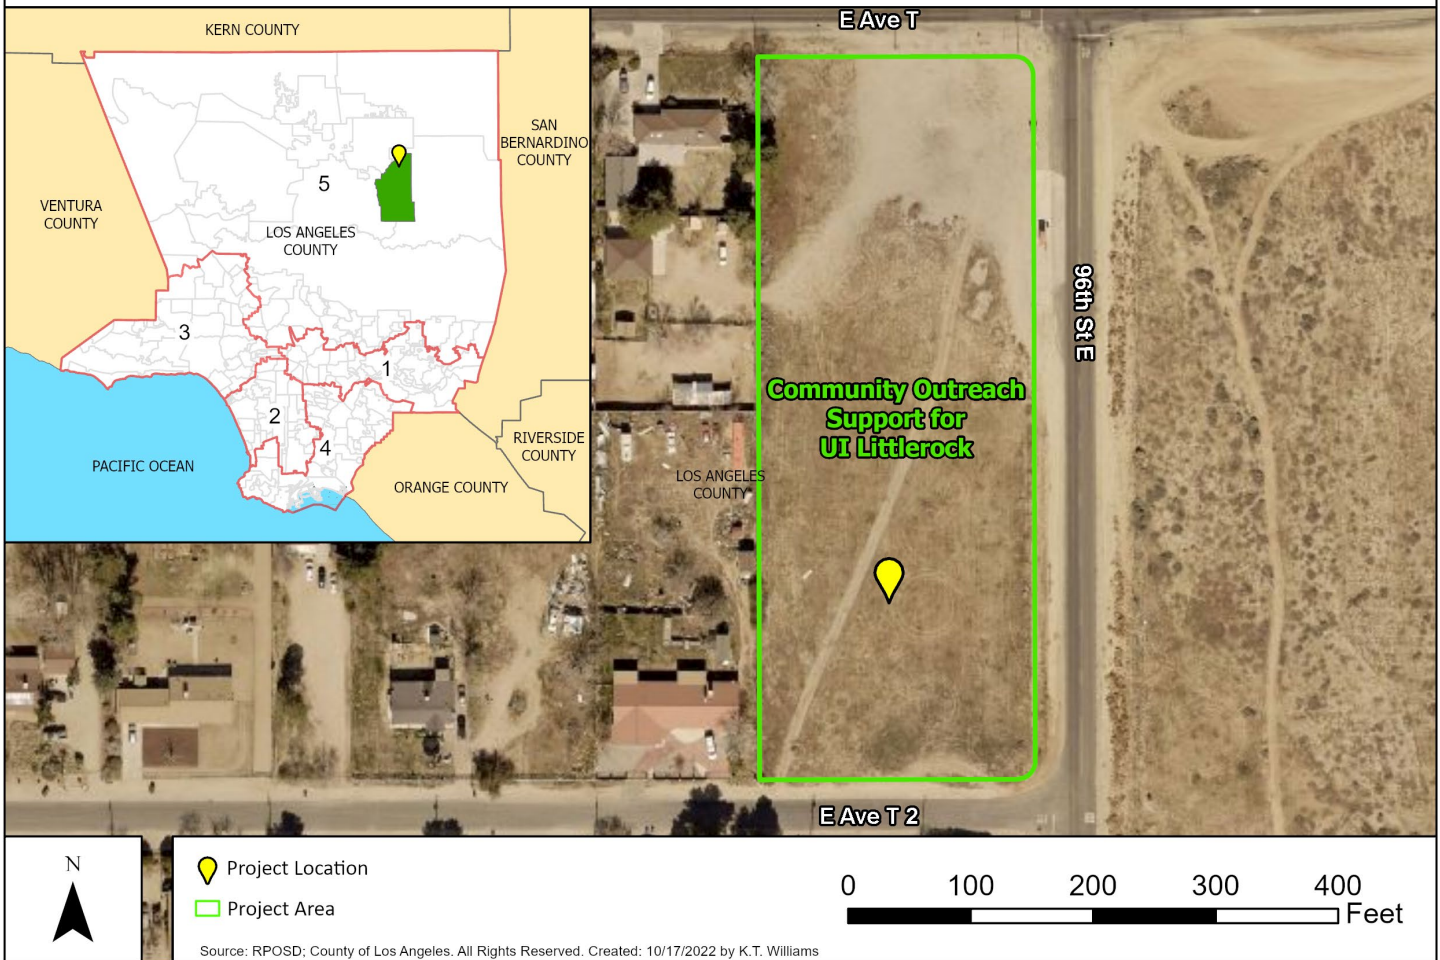 KERN COUNTY
SAN
BERNARDINO
COUNTY
VENTURA
COUNTY
5
LOS ANGELES
COUNTY
3
1
2
4
PACIFIC OCEAN
RIVERSIDE
COUNTY
ORANGE COUNTY
E Ave T
96th St E
Community Outreach
Support for
UI Littlerock
LOS ANGELES
COUNTY
E Ave T 2
N
Project Location
Project Area
0 100 200 300 400
Feet
Source: RPOSD; County of Los Angeles. All Rights Reserved. Created: 10/17/2022 by K.T. Williams